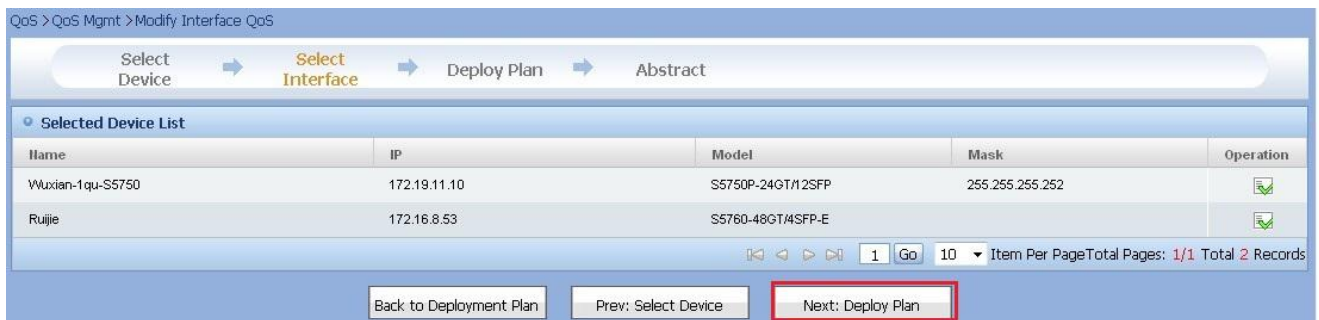 QoS >QoS Mgmt >Modify Interface QoS
Select Device
Select Interface
Deploy Plan
Abstract
Selected Device List
Name IP Model Mask Operation
Wuxian-1qu-S5750 172.19.11.10 S5750P-24GT/12SFP 255.255.255.252
Ruijie 172.16.8.53 S5760-48GT/4SFP-E
1 Go 10 Item Per PageTotal Pages: 1/1 Total 2 Records
Back to Deployment Plan Prev: Select Device Next: Deploy Plan